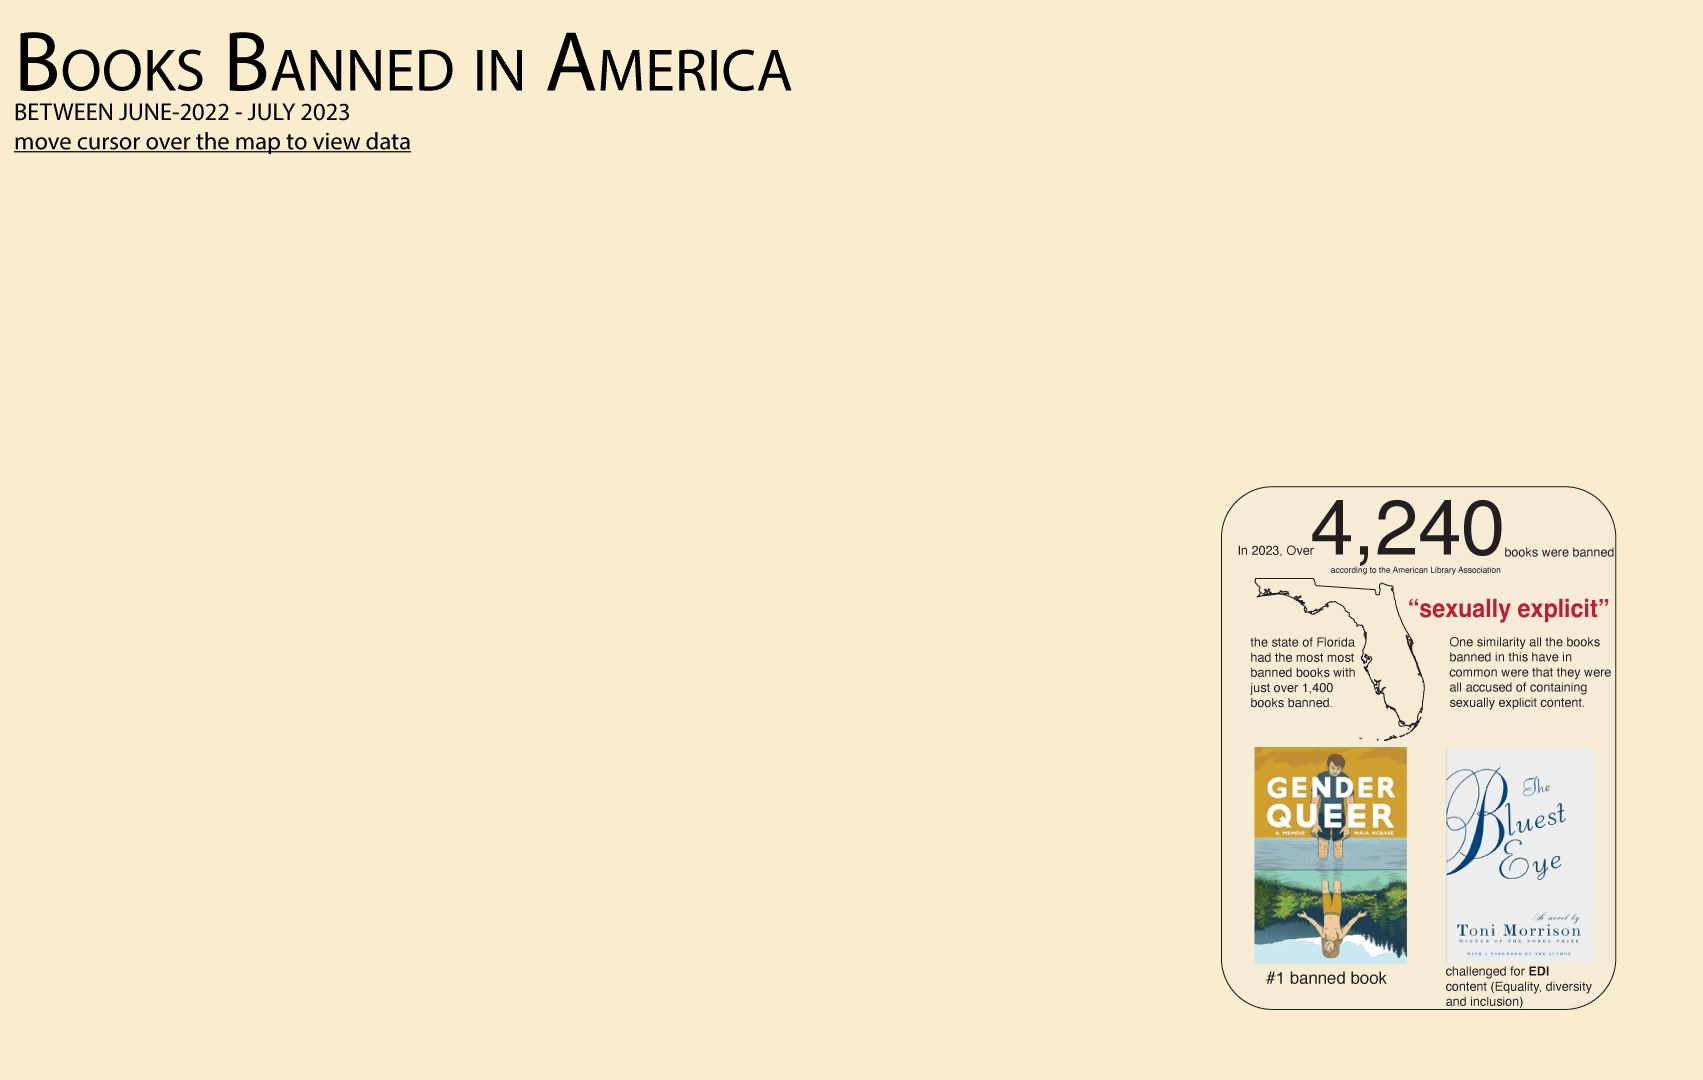 Books Banned in America
BETWEEN JUNE-2022 - JULY 2023
move cursor over the map to view data
In 2023, Over 4,240 books were banned
according to the American Library Association
“sexually explicit”
the state of Florida
had the most most
banned books with
just over 1,400
books banned.
One similarity all the books
banned in this have in
common were that they were
all accused of containing
sexually explicit content.
GENDER
QUEER
A MEMOIR MAIA KOBABE
#1 banned book
The
Bluest
Eye
A novel by
Toni Morrison
WINNER OF THE NOBEL PRIZE
WITH A FOREWORD BY THE AUTHOR
challenged for EDI
content (Equality, diversity
and inclusion)